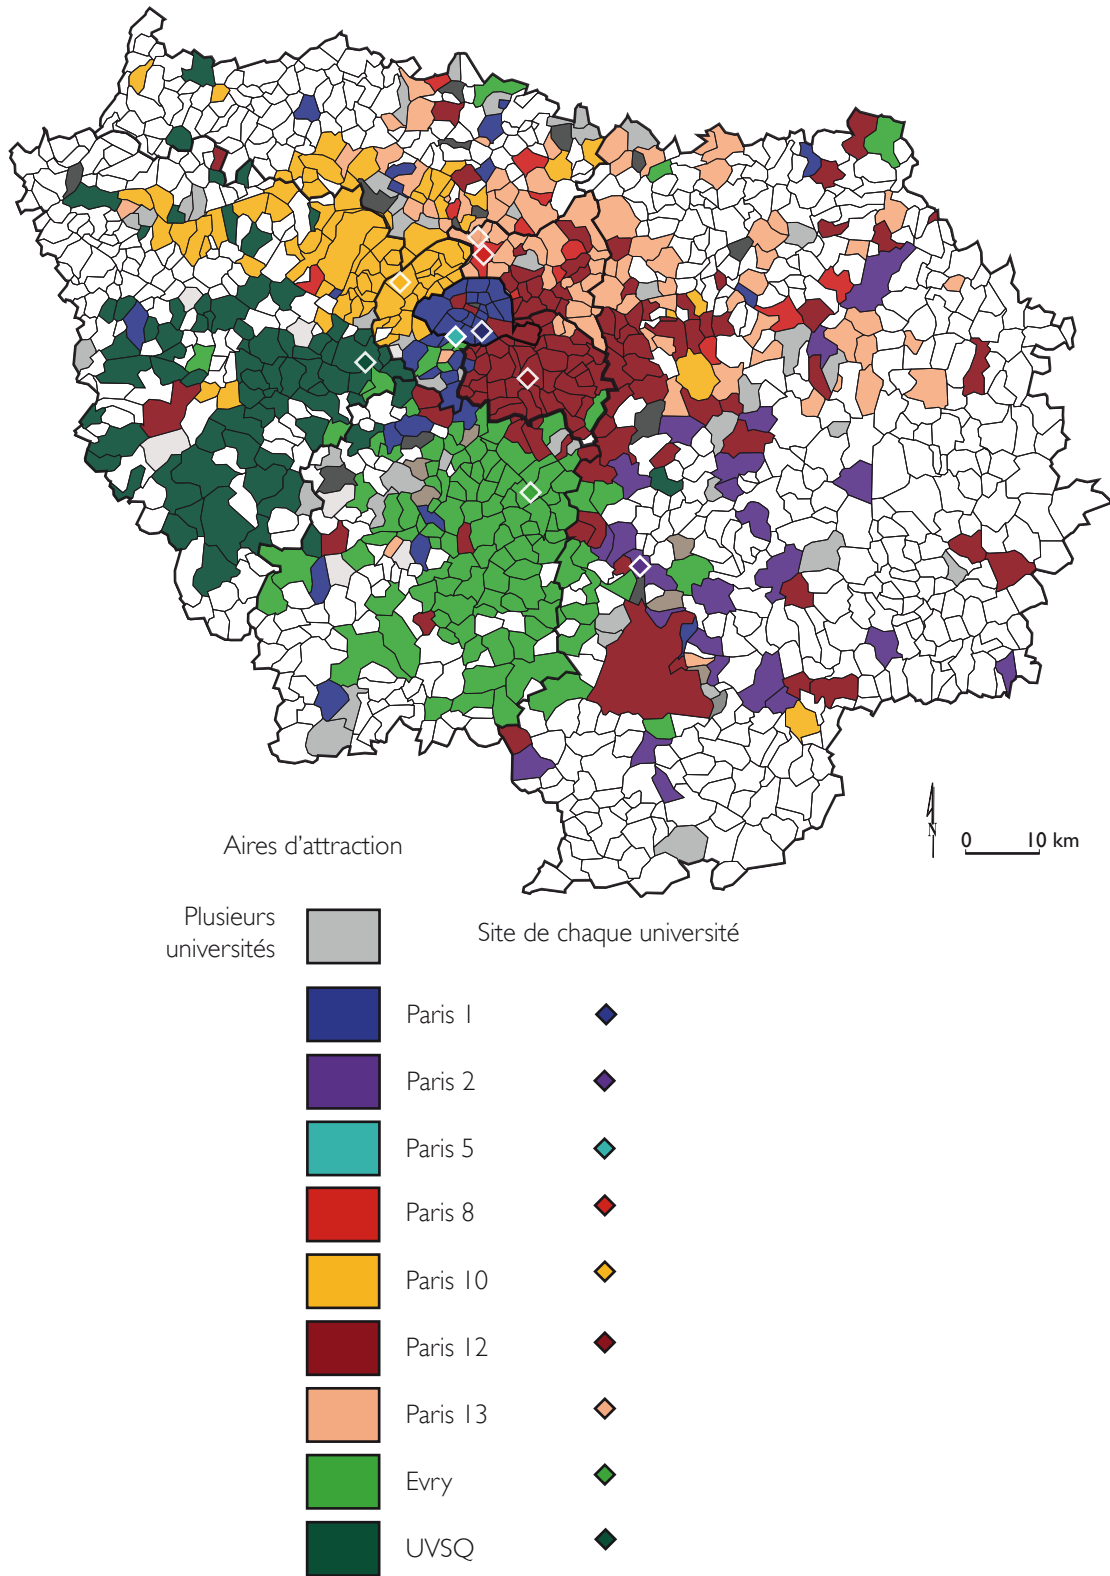 N
0 10 km
Aires d'attraction
Plusieurs
universités
Site de chaque université
Paris 1
Paris 2
Paris 5
Paris 8
Paris 10
Paris 12
Paris 13
Evry
UVSQ